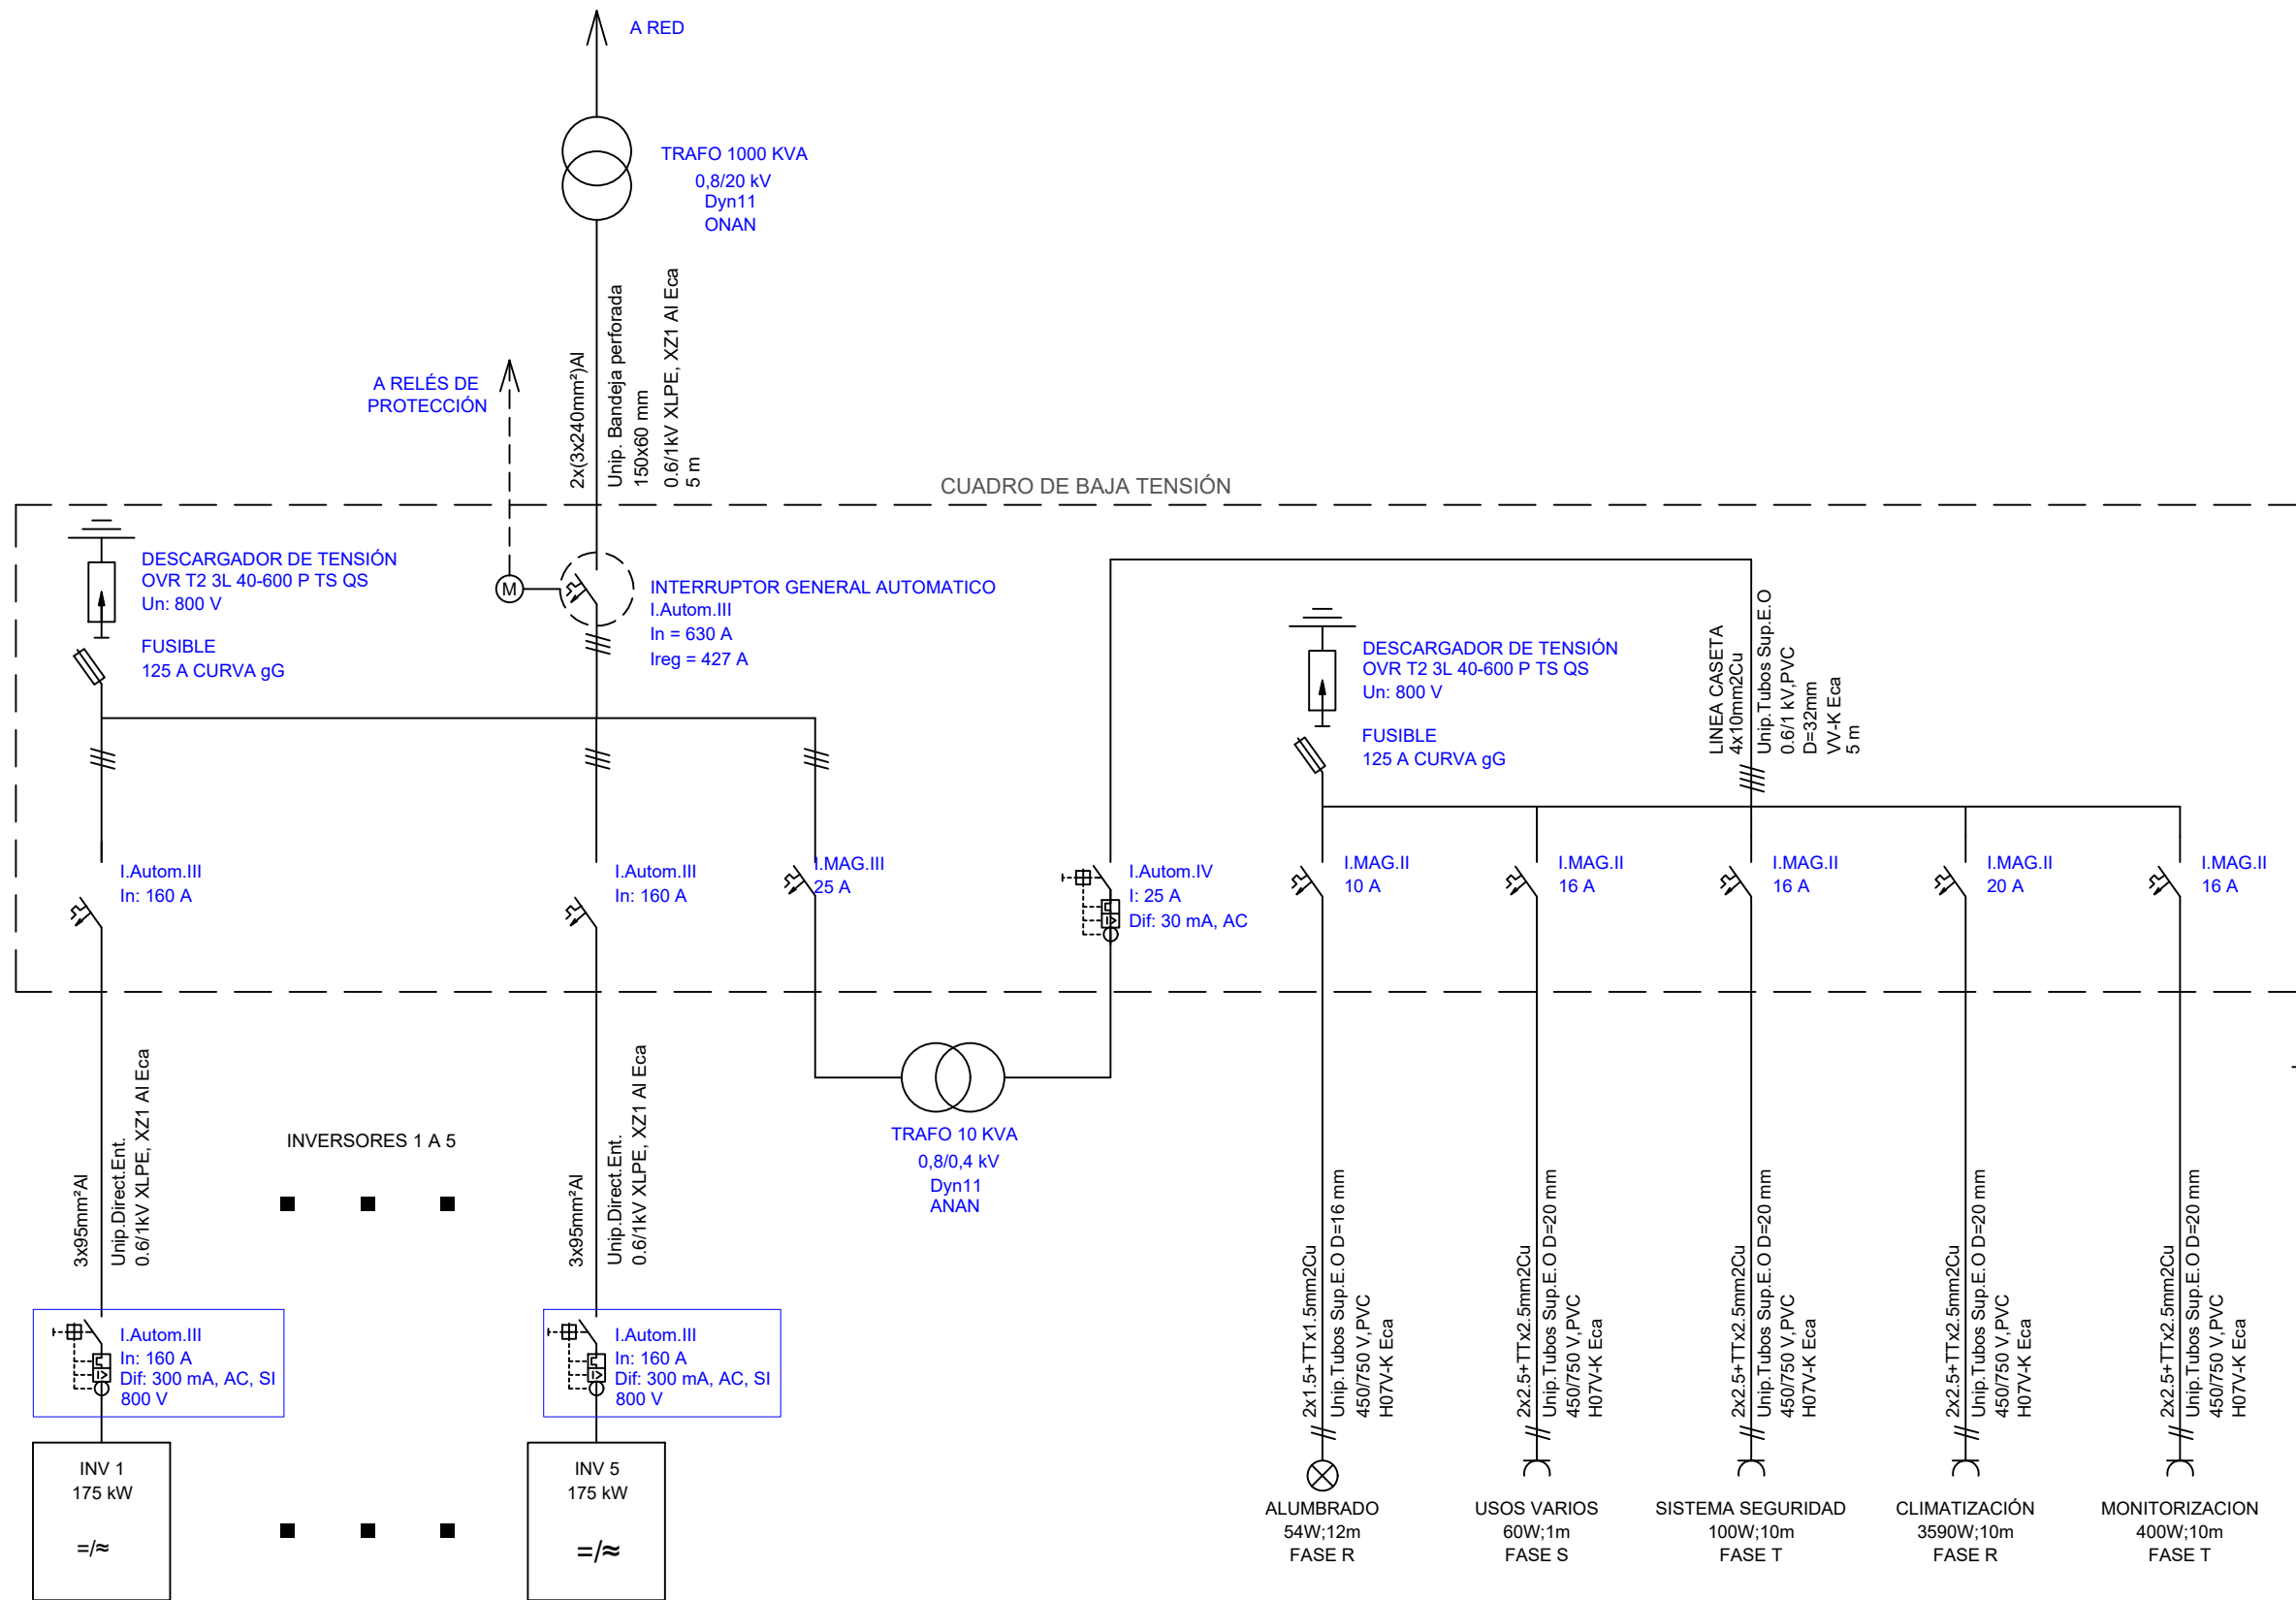 A RED
TRAFO 1000 KVA
0,8/20 kV
Dyn11
ONAN
2x(3x240mm²)Al
Unip. Bandeja perforada
150x60 mm
0.6/1kV XLPE, XZ1 Al Eca
5 m
A RELÉS DE
PROTECCIÓN
CUADRO DE BAJA TENSIÓN
DESCARGADOR DE TENSIÓN
OVR T2 3L 40-600 P TS QS
Un: 800 V
FUSIBLE
125 A CURVA gG
M
INTERRUPTOR GENERAL AUTOMATICO
I.Autom.III
In = 630 A
Ireg = 427 A
DESCARGADOR DE TENSIÓN
OVR T2 3L 40-600 P TS QS
Un: 800 V
FUSIBLE
125 A CURVA gG
LINEA CASETA
4x10mm2Cu
Unip.Tubos Sup.E.O
0.6/1 kV,PVC
D=32mm
VV-K Eca
5 m
I.Autom.III
In: 160 A
I.Autom.III
In: 160 A
I.MAG.III
25 A
I.Autom.IV
I: 25 A
Dif: 30 mA, AC
I.MAG.II
10 A
I.MAG.II
16 A
I.MAG.II
16 A
I.MAG.II
20 A
I.MAG.II
16 A
3x95mm²Al
Unip.Direct.Ent.
0.6/1kV XLPE, XZ1 Al Eca
INVERSORES 1 A 5
3x95mm²Al
Unip.Direct.Ent.
0.6/1kV XLPE, XZ1 Al Eca
TRAFO 10 KVA
0,8/0,4 kV
Dyn11
ANAN
2x1.5+TTx1.5mm2Cu
Unip.Tubos Sup.E.O D=16 mm
450/750 V,PVC
H07V-K Eca
2x2.5+TTx2.5mm2Cu
Unip.Tubos Sup.E.O D=20 mm
450/750 V,PVC
H07V-K Eca
2x2.5+TTx2.5mm2Cu
Unip.Tubos Sup.E.O D=20 mm
450/750 V,PVC
H07V-K Eca
2x2.5+TTx2.5mm2Cu
Unip.Tubos Sup.E.O D=20 mm
450/750 V,PVC
H07V-K Eca
2x2.5+TTx2.5mm2Cu
Unip.Tubos Sup.E.O D=20 mm
450/750 V,PVC
H07V-K Eca
I.Autom.III
In: 160 A
Dif: 300 mA, AC, SI
800 V
I.Autom.III
In: 160 A
Dif: 300 mA, AC, SI
800 V
INV 1
175 kW
=/≈
INV 5
175 kW
=/≈
ALUMBRADO
54W;12m
FASE R
USOS VARIOS
60W;1m
FASE S
SISTEMA SEGURIDAD
100W;10m
FASE T
CLIMATIZACIÓN
3590W;10m
FASE R
MONITORIZACION
400W;10m
FASE T